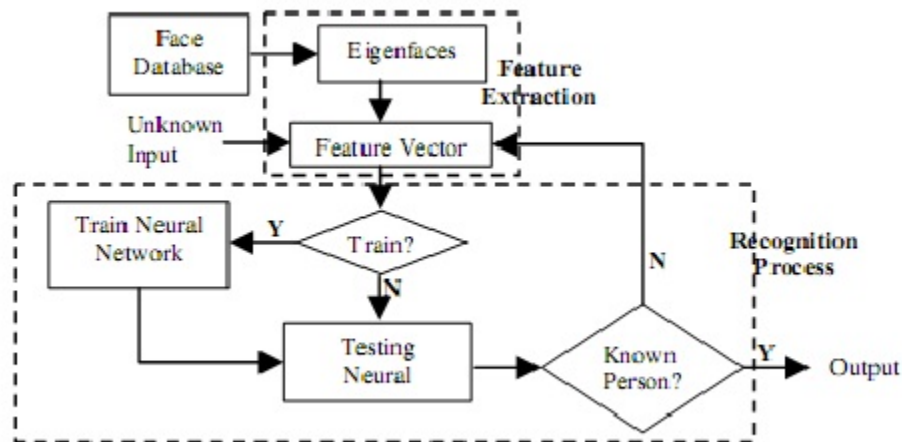 Face
Database
Eigenfaces
Feature
Extraction
Unknown
Input
Feature Vector
Train Neural
Network
Y
Train?
N
Recognition
Process
N
Testing
Neural
Known
Person?
Y
Output